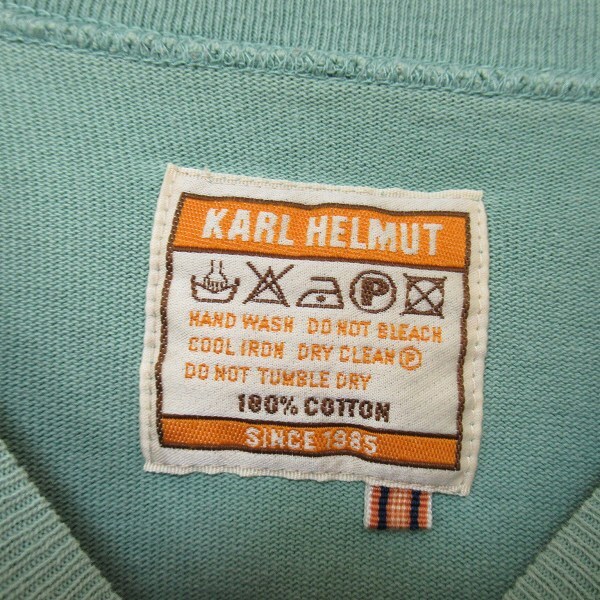 KARL HELMUT
P
HAND WASH DO NOT BLEACH
COOL IRON DRY CLEAN Ⓟ
DO NOT TUMBLE DRY
100% COTTON
SINCE 1985